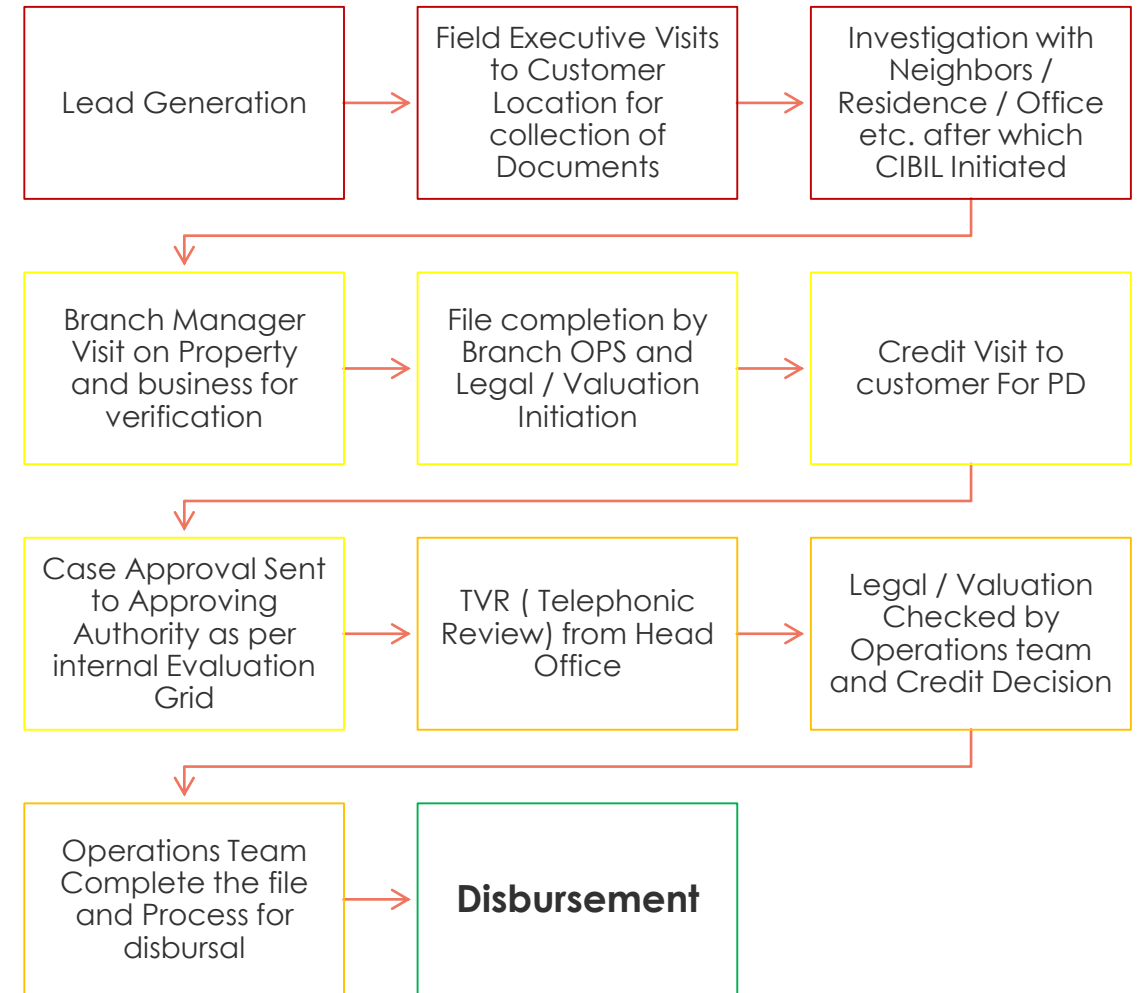 Lead Generation
Field Executive Visits
to Customer
Location for
collection of
Documents
Investigation with
Neighbors /
Residence / Office
etc. after which
CIBIL Initiated
Branch Manager
Visit on Property
and business for
verification
File completion by
Branch OPS and
Legal / Valuation
Initiation
Credit Visit to
customer For PD
Case Approval Sent
to Approving
Authority as per
internal Evaluation
Grid
TVR ( Telephonic
Review) from Head
Office
Legal / Valuation
Checked by
Operations team
and Credit Decision
Operations Team
Complete the file
and Process for
disbursal
Disbursement